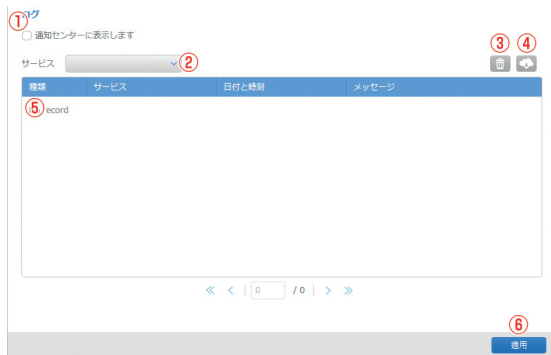 ログ
①
通知センターに表示します
③ ④
サービス ②
種類 サービス 日付と時刻 メッセージ
⑤ ecord
0 / 0
⑥
適用